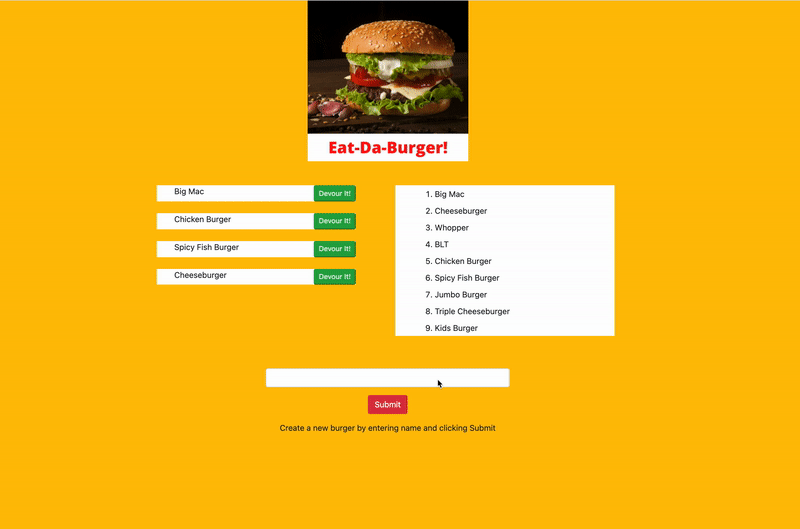 Eat-Da-Burger!
Big Mac Devour It!
Chicken Burger Devour It!
Spicy Fish Burger Devour It!
Cheeseburger Devour It!
1. Big Mac
2. Cheeseburger
3. Whopper
4. BLT
5. Chicken Burger
6. Spicy Fish Burger
7. Jumbo Burger
8. Triple Cheeseburger
9. Kids Burger
Submit
Create a new burger by entering name and clicking Submit